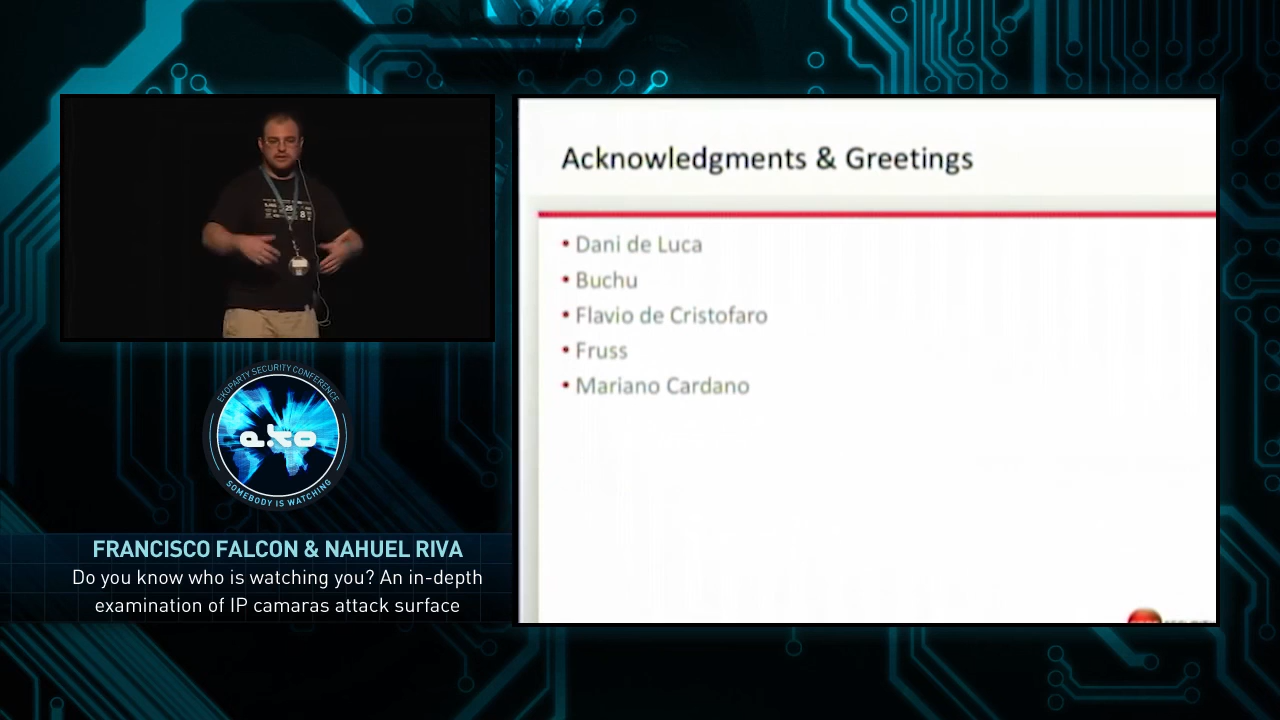 Acknowledgments & Greetings
• Dani de Luca
• Buchu
• Flavio de Cristofaro
• Fruss
• Mariano Cardano
EKOPARTY SECURITY CONFERENCE
eko
SOMEBODY IS WATCHING
FRANCISCO FALCON & NAHUEL RIVA
Do you know who is watching you? An in-depth
examination of IP camaras attack surface